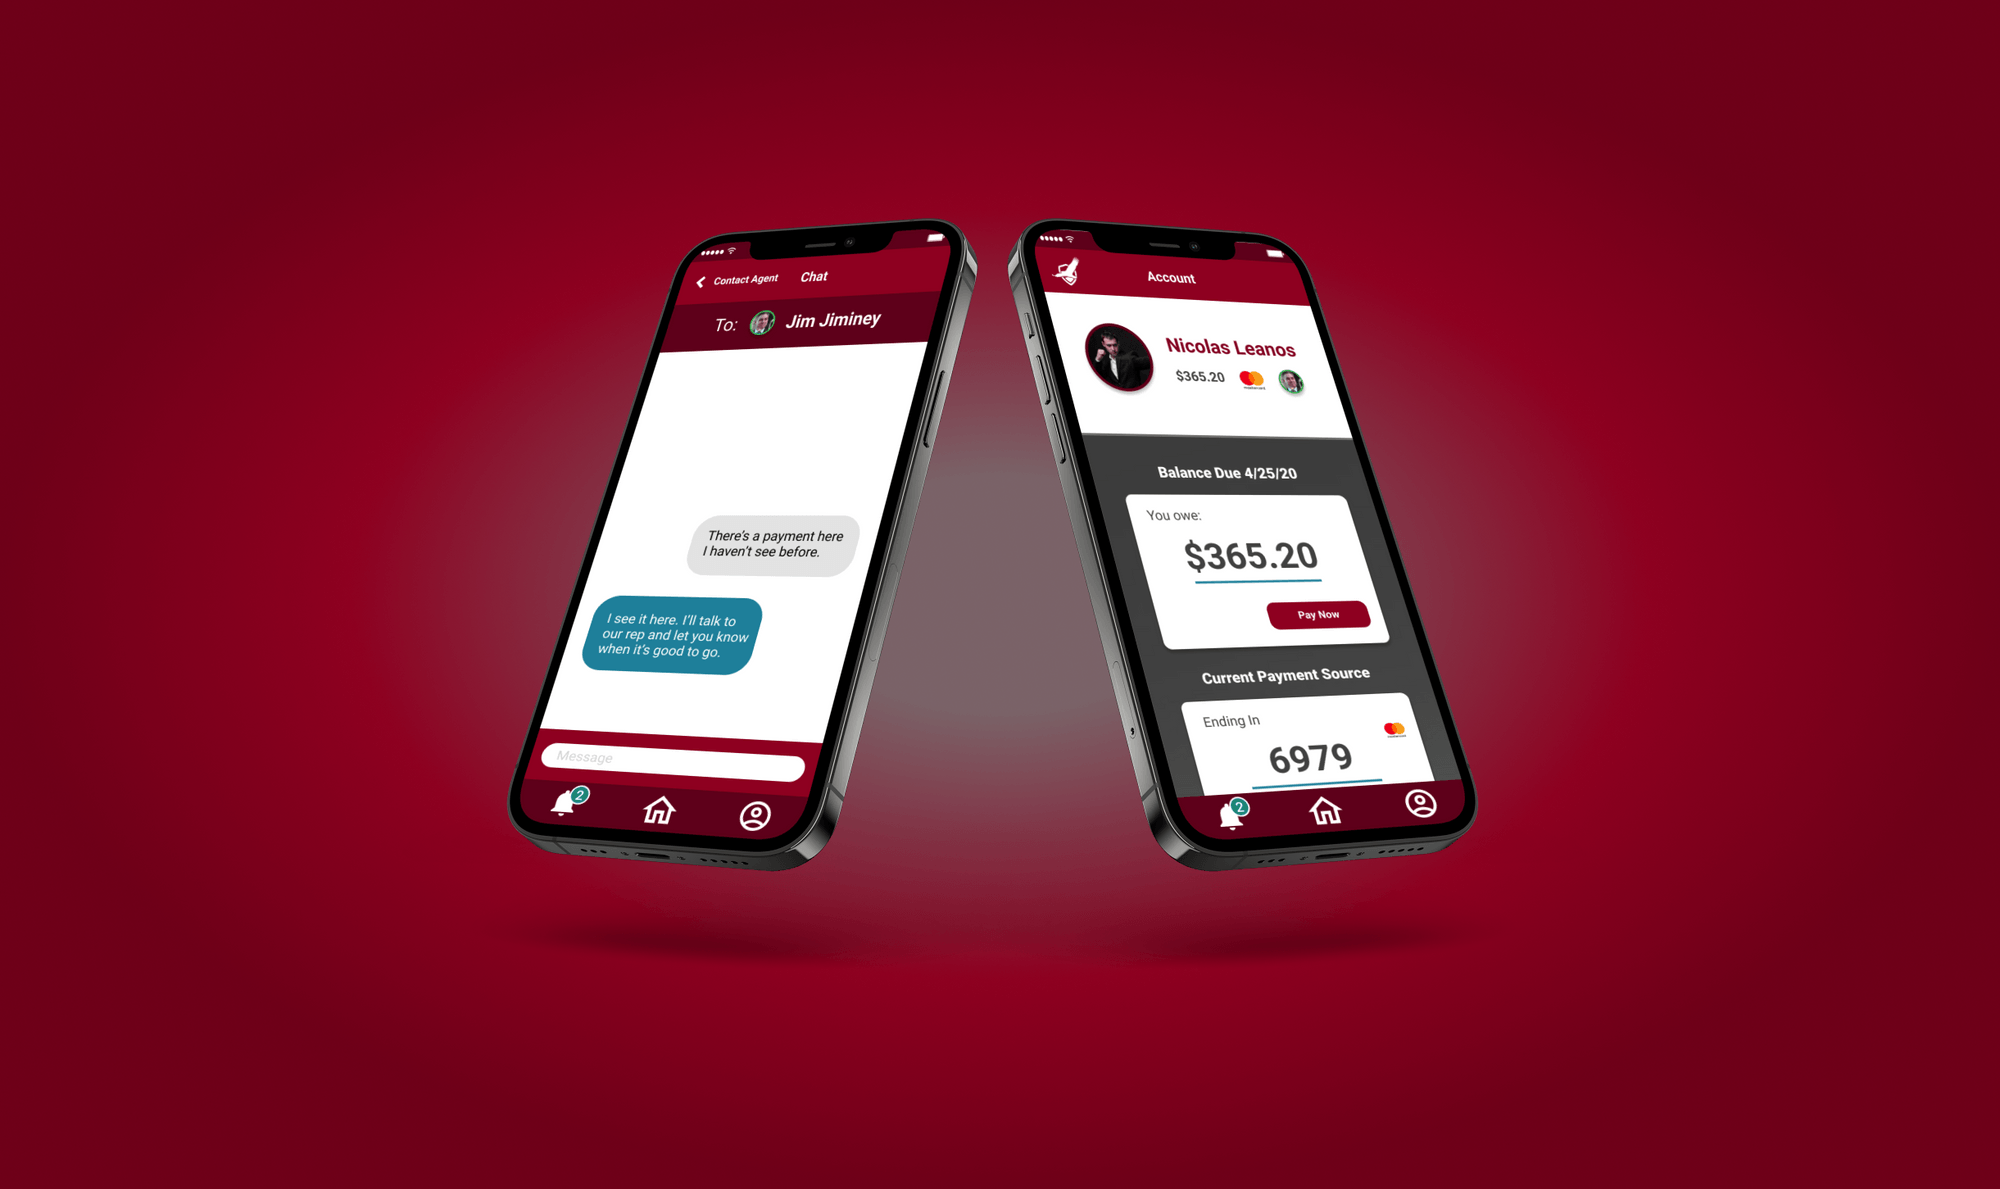 Contact Agent Chat
To: Jim Jiminey
There's a payment here
I haven't see before.
I see it here. I'll talk to
our rep and let you know
when it's good to go.
Message
2
Account
Nicolas Leanos
$365.20
mastercard
Balance Due 4/25/20
You owe:
$365.20
Pay Now
Current Payment Source
Ending In
mastercard
6979
2